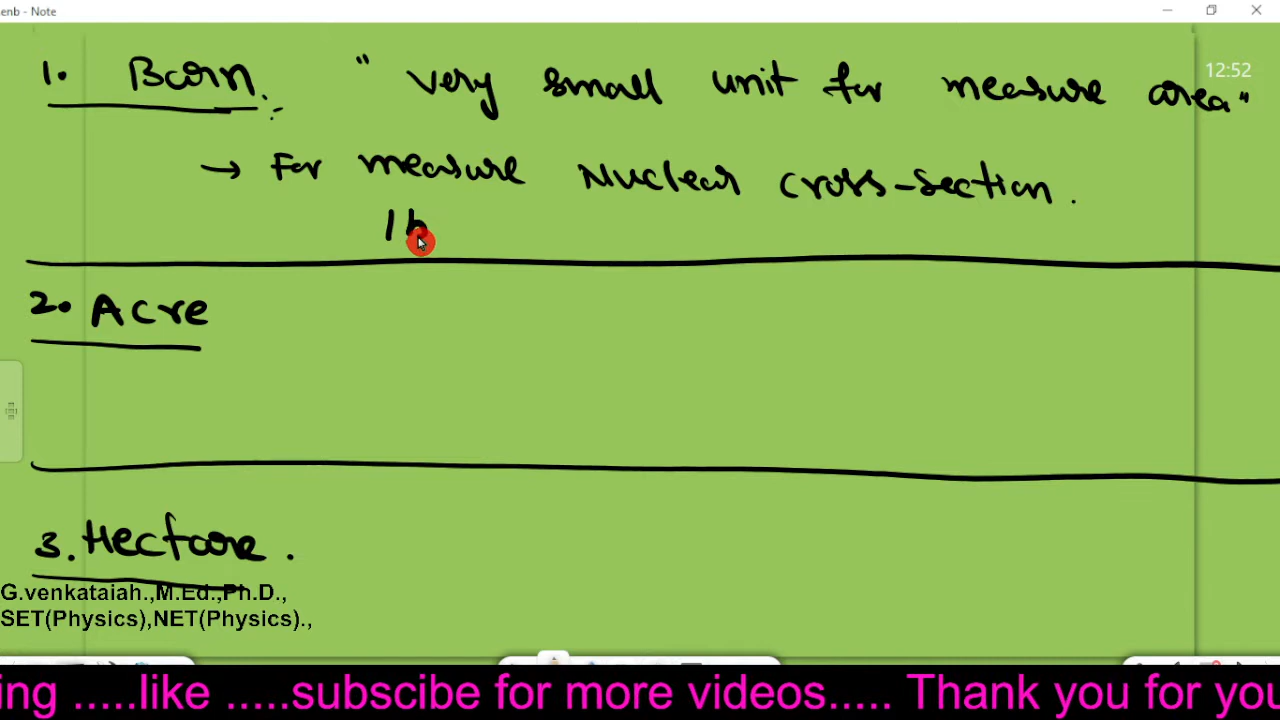 enb - Note
12:52
1. Barn :- " very small unit for measure area "
→ For measure Nuclear cross-section.
1b
2. Acre
3. Hectare.
G.venkataiah.,M.Ed.,Ph.D.,
SET(Physics),NET(Physics).,
ing .....like .....subscibe for more videos..... Thank you for you